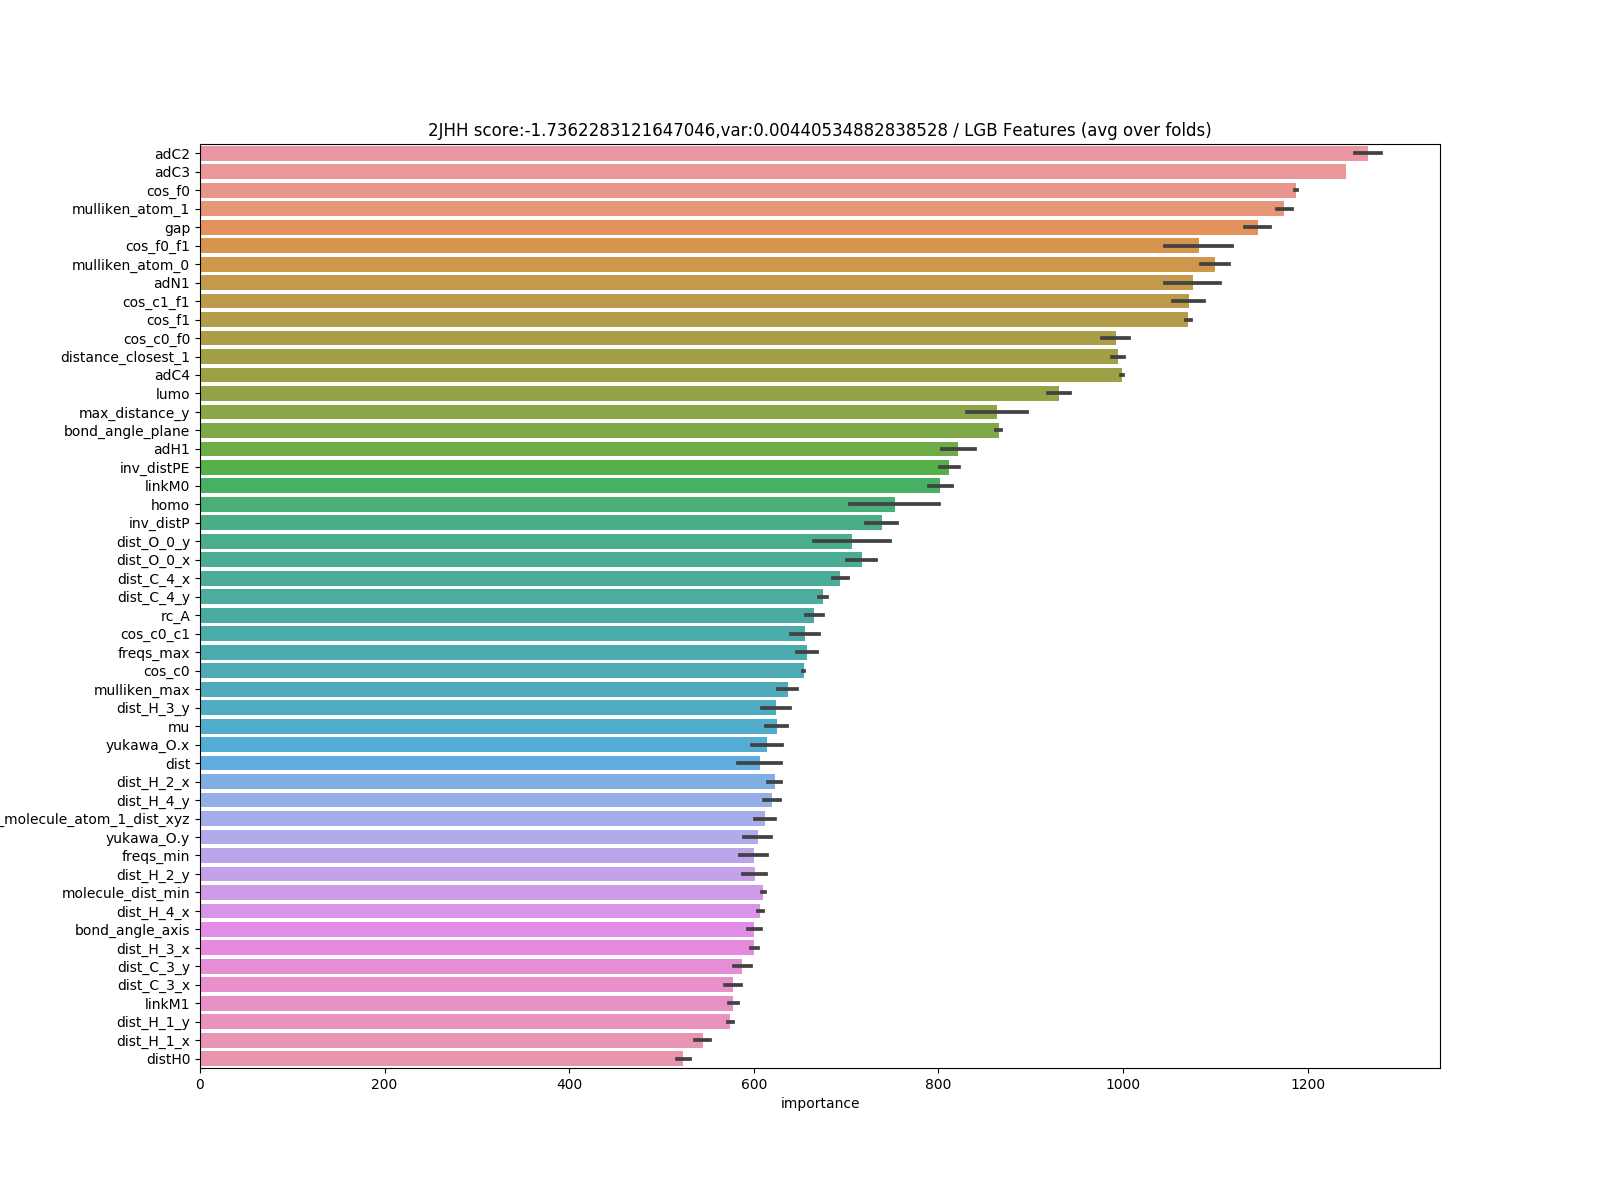 2JHH score:-1.7362283121647046,var:0.00440534882838528 / LGB Features (avg over folds)
adC2
adC3
cos_f0
mulliken_atom_1
gap
cos_f0_f1
mulliken_atom_0
adN1
cos_c1_f1
cos_f1
cos_c0_f0
distance_closest_1
adC4
lumo
max_distance_y
bond_angle_plane
adH1
inv_distPE
linkM0
homo
inv_distP
dist_O_0_y
dist_O_0_x
dist_C_4_x
dist_C_4_y
rc_A
cos_c0_c1
freqs_max
cos_c0
mulliken_max
dist_H_3_y
mu
yukawa_O.x
dist
dist_H_2_x
dist_H_4_y
_molecule_atom_1_dist_xyz
yukawa_O.y
freqs_min
dist_H_2_y
molecule_dist_min
dist_H_4_x
bond_angle_axis
dist_H_3_x
dist_C_3_y
dist_C_3_x
linkM1
dist_H_1_y
dist_H_1_x
distH0
0 200 400 600 800 1000 1200
importance